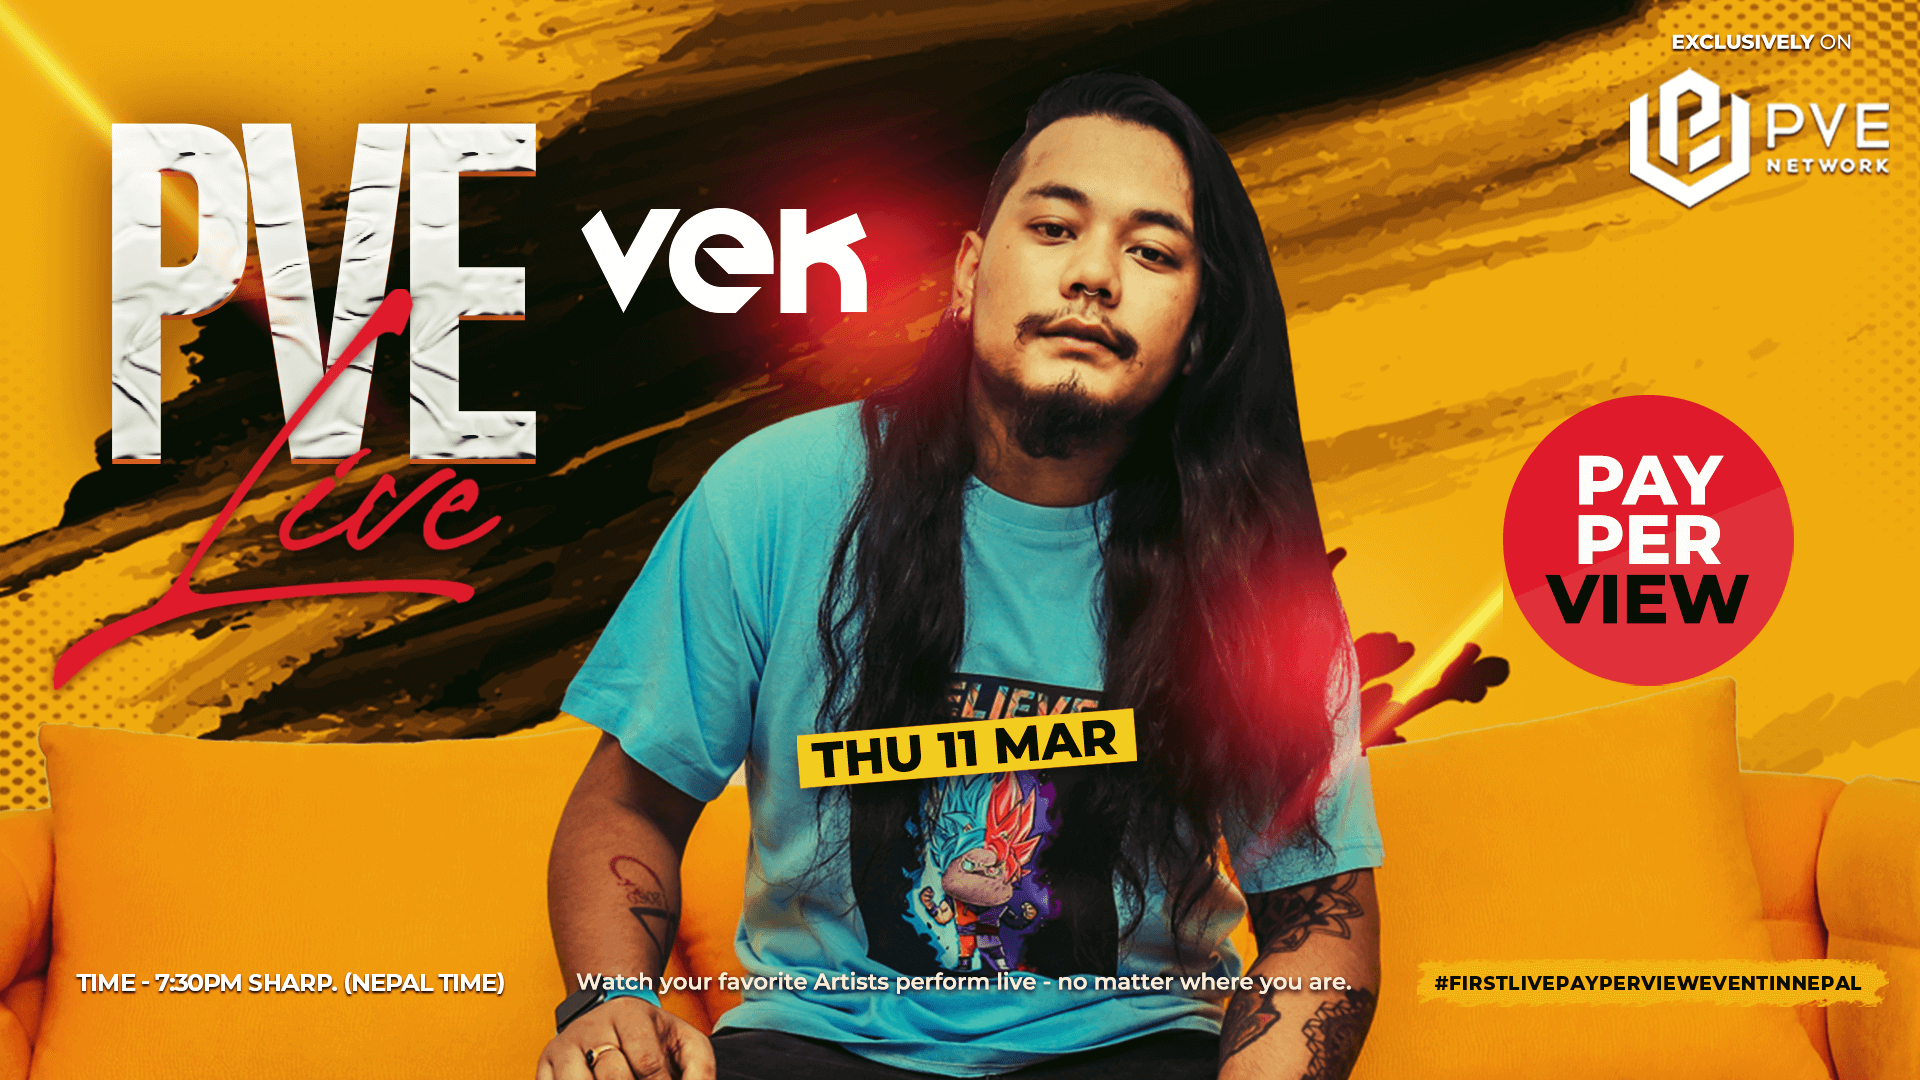 EXCLUSIVELY ON
PVE
NETWORK
PVE
Live
vek
PAY
PER
VIEW
THU 11 MAR
TIME - 7:30PM SHARP. (NEPAL TIME)
Watch your favorite Artists perform live - no matter where you are.
#FIRSTLIVEPAYPERVIEWEVENTINNEPAL